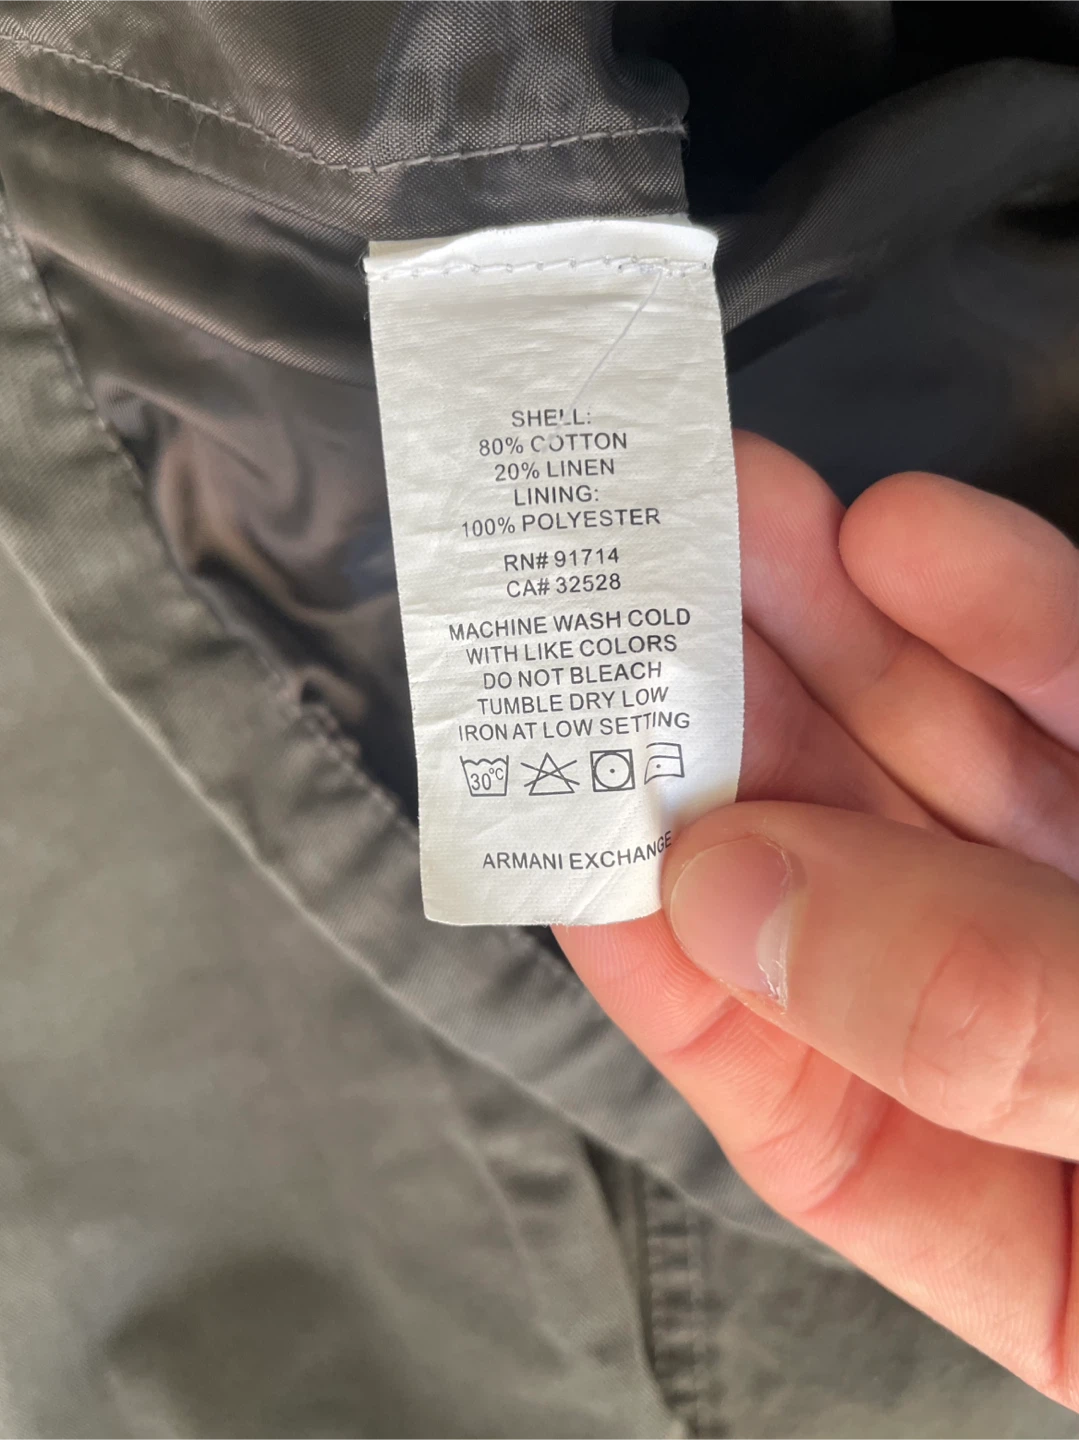 SHELL:
80% COTTON
20% LINEN
LINING:
100% POLYESTER
RN# 91714
CA# 32528
MACHINE WASH COLD
WITH LIKE COLORS
DO NOT BLEACH
TUMBLE DRY LOW
IRON AT LOW SETTING
30°C
ARMANI EXCHANGE